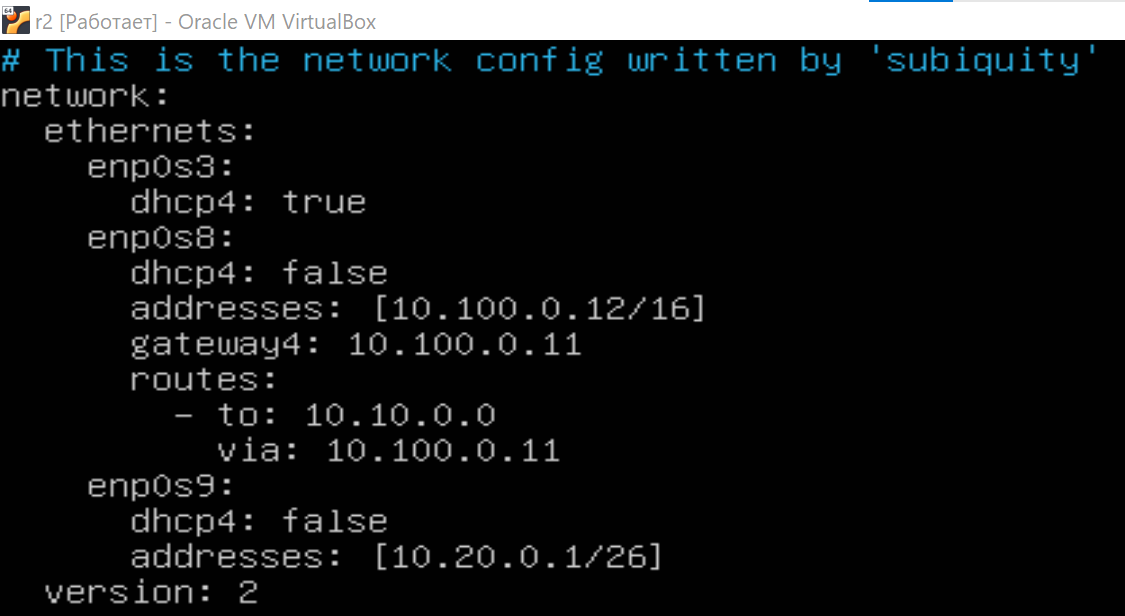 64
r2 [Работает] - Oracle VM VirtualBox
# This is the network config written by 'subiquity'
network:
  ethernets:
    enp0s3:
      dhcp4: true
    enp0s8:
      dhcp4: false
      addresses: [10.100.0.12/16]
      gateway4: 10.100.0.11
      routes:
        - to: 10.10.0.0
          via: 10.100.0.11
    enp0s9:
      dhcp4: false
      addresses: [10.20.0.1/26]
  version: 2